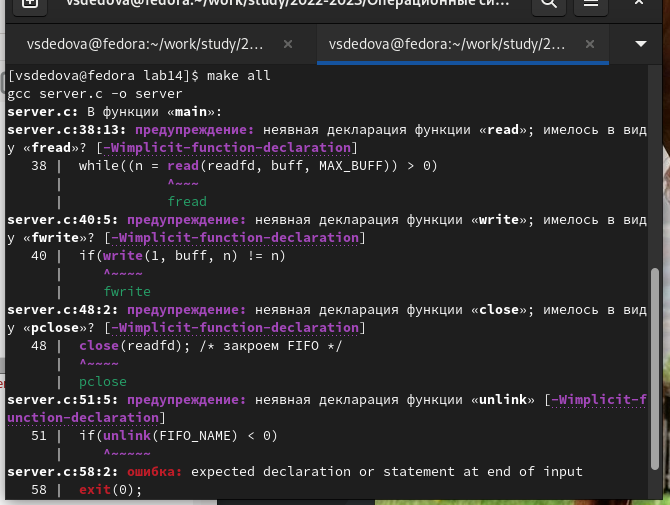 vsdedova@fedora:~/work/study/2022-2023/Операционные си...
vsdedova@fedora:~/work/study/2... ×
vsdedova@fedora:~/work/study/2... ×
[vsdedova@fedora lab14]$ make all
gcc server.c -o server
server.c: В функции «main»:
server.c:38:13: предупреждение: неявная декларация функции «read»; имелось в вид
у «fread»? [-Wimplicit-function-declaration]
   38 |  while((n = read(readfd, buff, MAX_BUFF)) > 0)
      |             ^~~~
      |             fread
server.c:40:5: предупреждение: неявная декларация функции «write»; имелось в вид
у «fwrite»? [-Wimplicit-function-declaration]
   40 |  if(write(1, buff, n) != n)
      |     ^~~~~
      |     fwrite
server.c:48:2: предупреждение: неявная декларация функции «close»; имелось в вид
у «pclose»? [-Wimplicit-function-declaration]
   48 |  close(readfd); /* закроем FIFO */
      |  ^~~~~
      |  pclose
server.c:51:5: предупреждение: неявная декларация функции «unlink» [-Wimplicit-f
unction-declaration]
   51 |  if(unlink(FIFO_NAME) < 0)
      |     ^~~~~~
server.c:58:2: ошибка: expected declaration or statement at end of input
   58 |  exit(0);